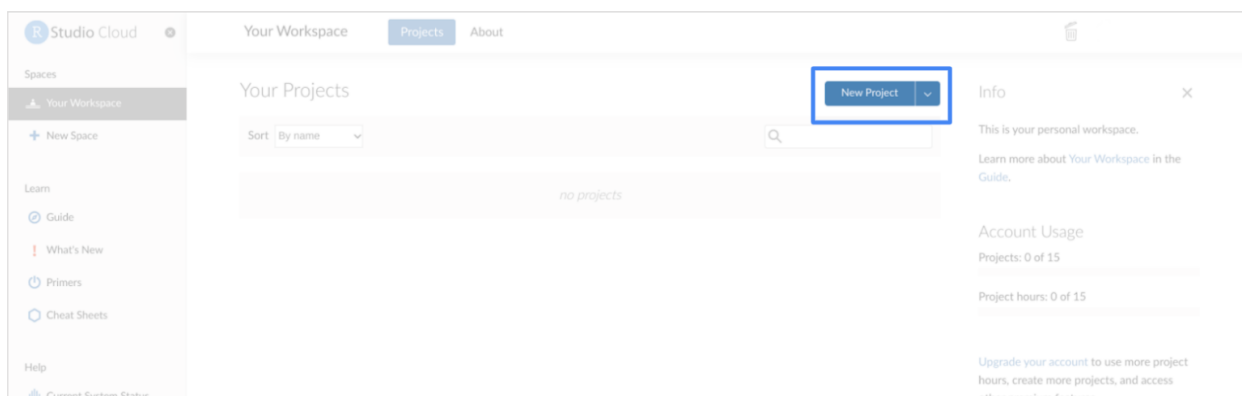 R Studio Cloud
Spaces
Your Workspace
New Space
Learn
Guide
What's New
Primers
Cheat Sheets
Help
Current System Status
Your Workspace Projects About
Your Projects
New Project
Sort By name
no projects
Info
This is your personal workspace.
Learn more about Your Workspace in the
Guide.
Account Usage
Projects: 0 of 15
Project hours: 0 of 15
Upgrade your account to use more project
hours, create more projects, and access